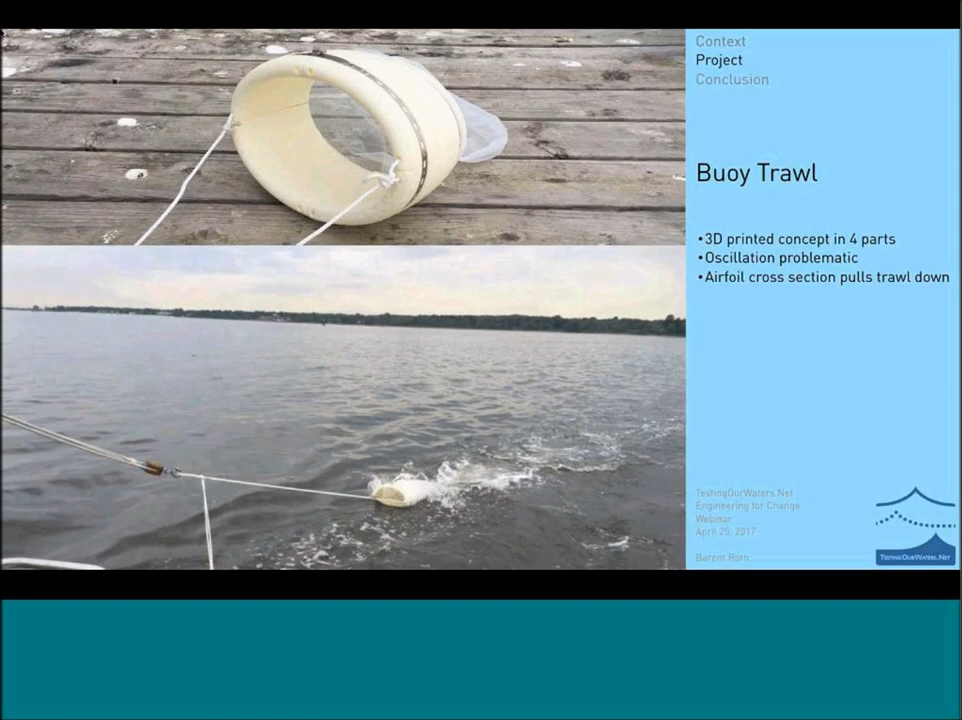 Context
Project
Conclusion
Buoy Trawl
•3D printed concept in 4 parts
•Oscillation problematic
•Airfoil cross section pulls trawl down
TestingOurWaters.Net
Engineering for Change
Webinar
April 25, 2017
Barent Roth
TestingOurWaters.Net